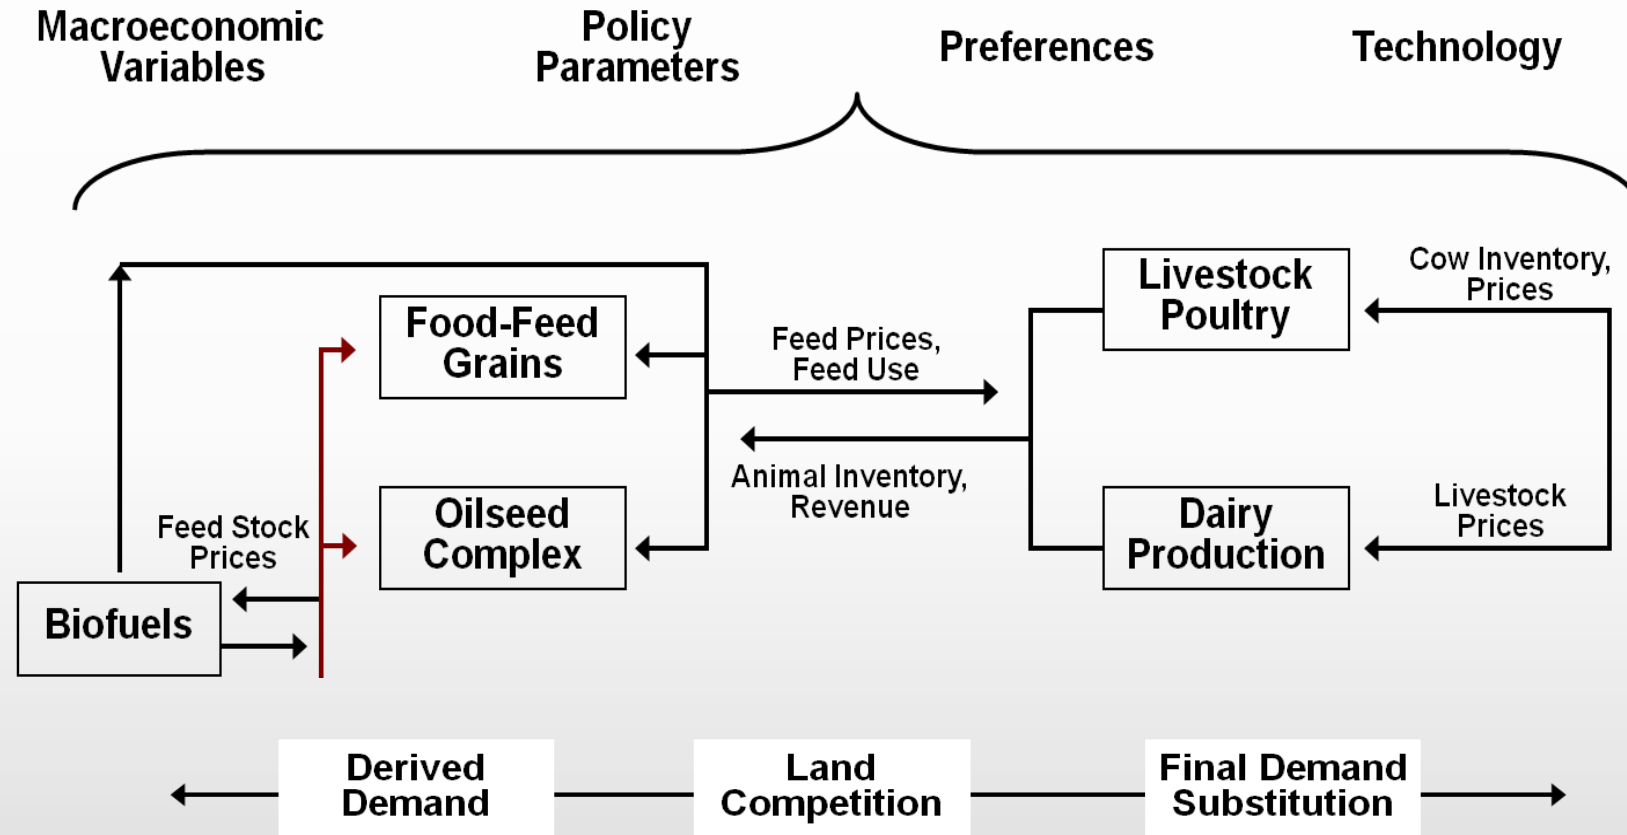 Macroeconomic
Variables
Policy
Parameters
Preferences
Technology
Livestock
Poultry
Cow Inventory,
Prices
Food-Feed
Grains
Feed Prices,
Feed Use
Animal Inventory,
Revenue
Oilseed
Complex
Dairy
Production
Livestock
Prices
Feed Stock
Prices
Biofuels
Derived
Demand
Land
Competition
Final Demand
Substitution